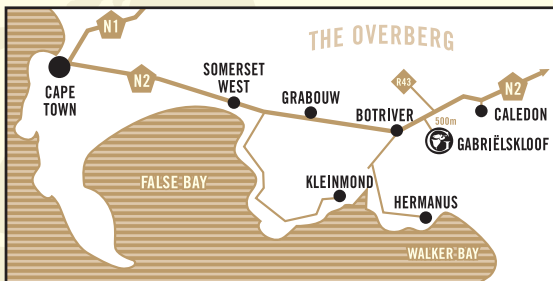 N1
THE OVERBERG
CAPE
TOWN
N2
SOMERSET
WEST
GRABOUW
R43
BOTRIVER
500m
N2
CALEDON
GABRIËLSKLOOF
FALSE BAY
KLEINMOND
HERMANUS
WALKER BAY